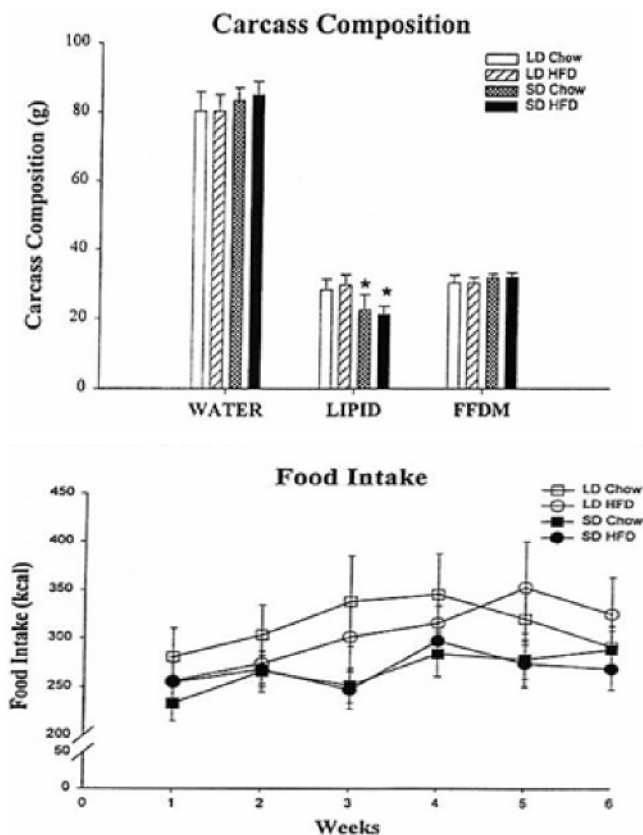 Carcass Composition
LD Chow
LD HFD
SD Chow
SD HFD
Carcass Composition (g)
100
80
60
40
20
0
★
★
WATER LIPID FFDM
Food Intake
LD Chow
LD HFD
SD Chow
SD HFD
Food Intake (kcal)
450
400
350
300
250
200
50
0
0 1 2 3 4 5 6
Weeks